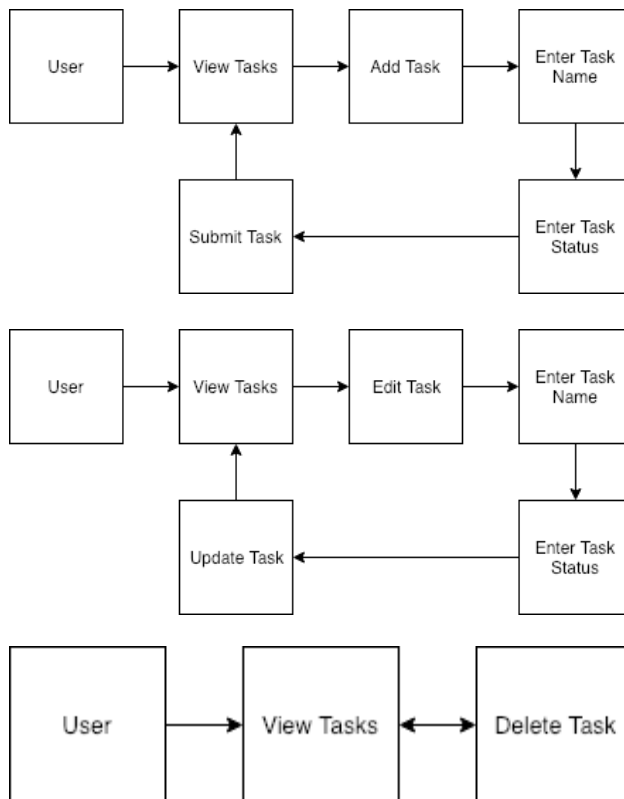 User
View Tasks
Add Task
Enter Task
Name
Submit Task
Enter Task
Status
User
View Tasks
Edit Task
Enter Task
Name
Update Task
Enter Task
Status
User
View Tasks
Delete Task